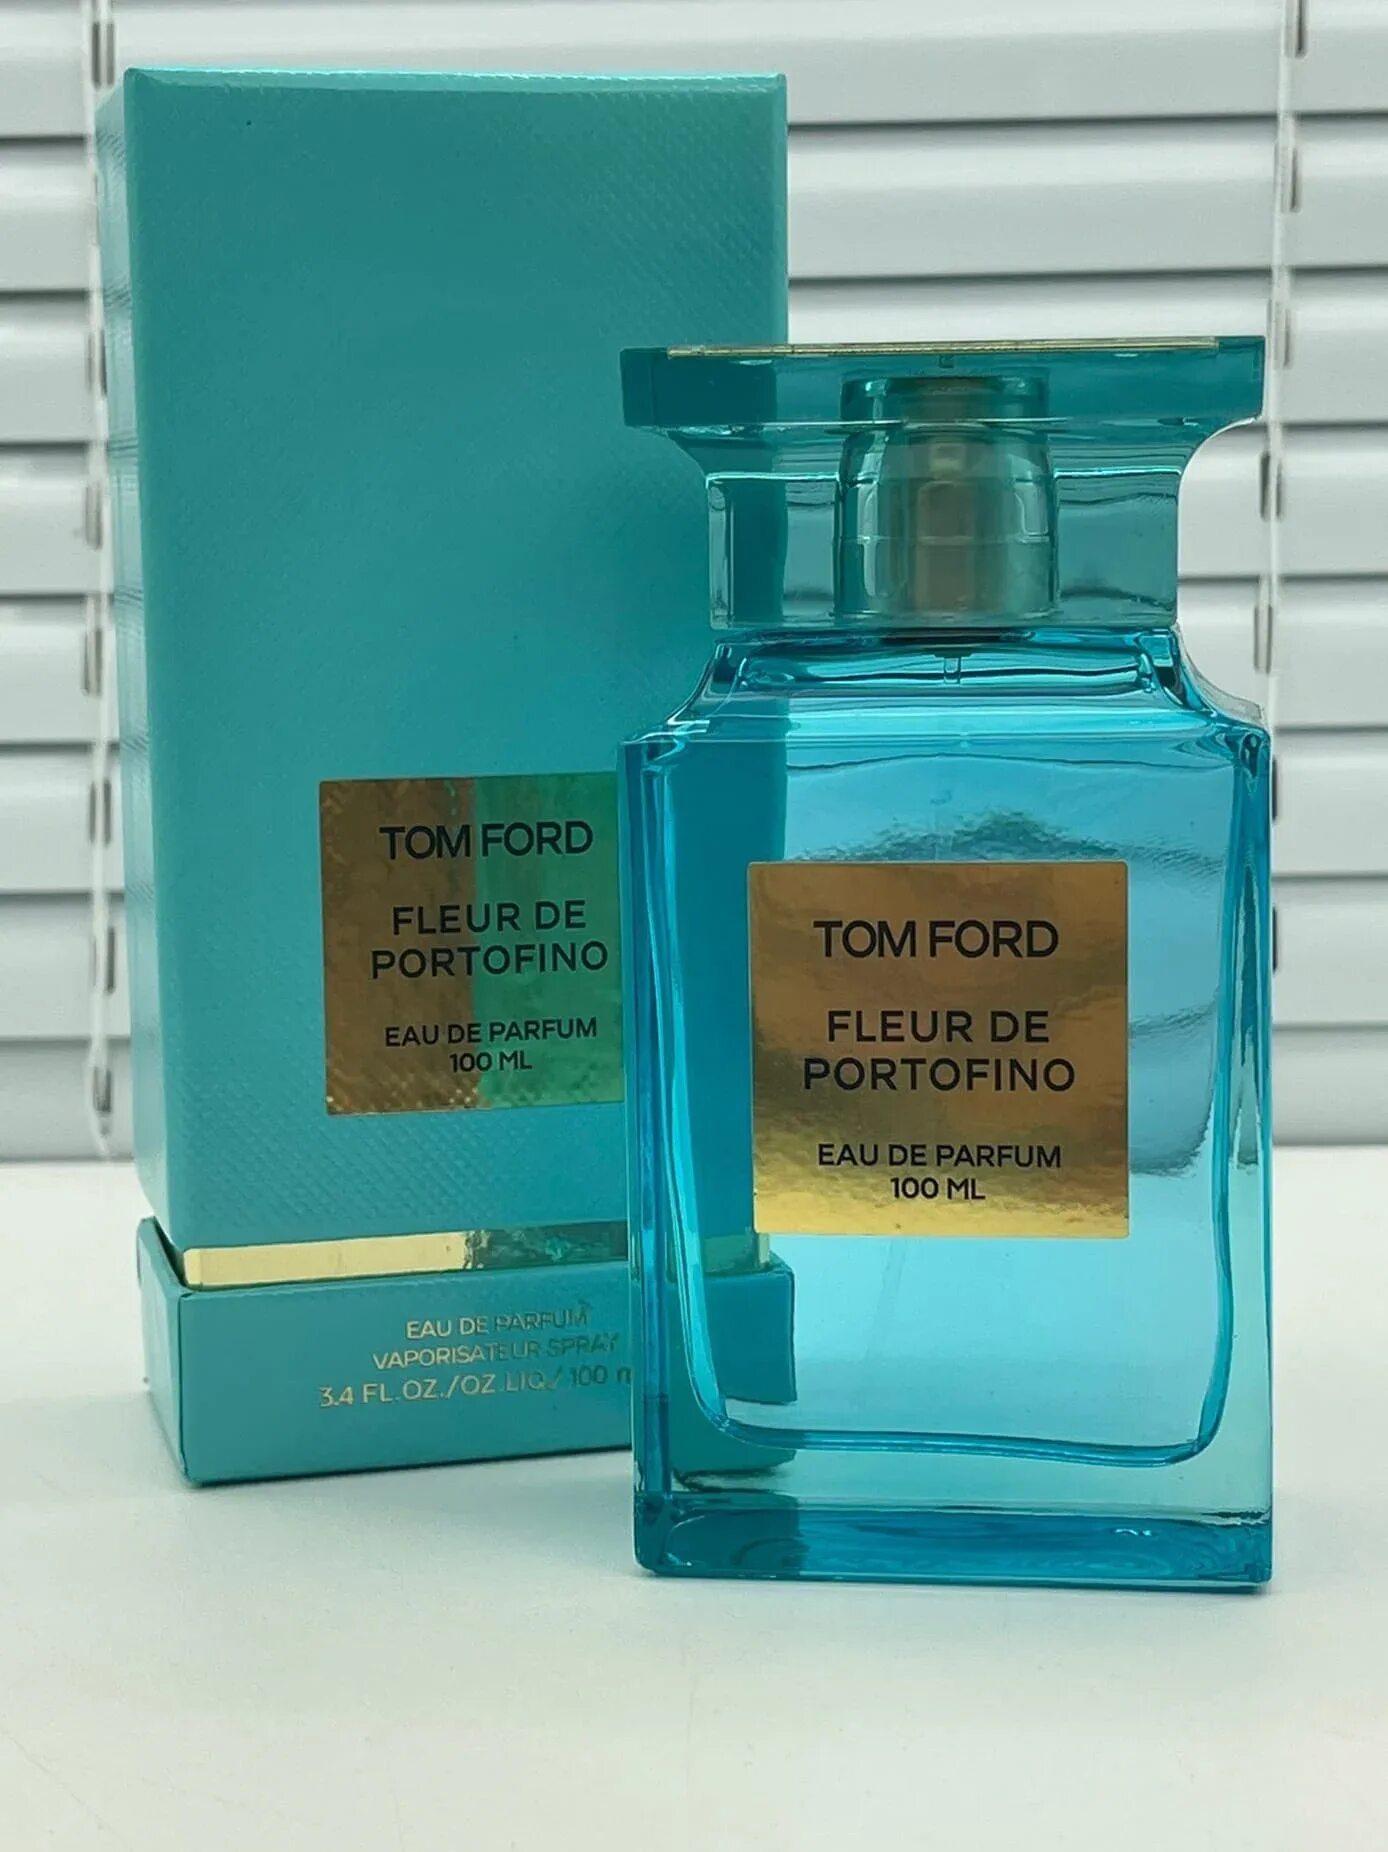 TOM FORD
FLEUR DE
PORTOFINO
EAU DE PARFUM
100 ML
EAU DE PARFUM
VAPORISATEUR SPRAY
3.4 FL.OZ./OZ.LIQ./100
TOM FORD
FLEUR DE
PORTOFINO
EAU DE PARFUM
100 ML